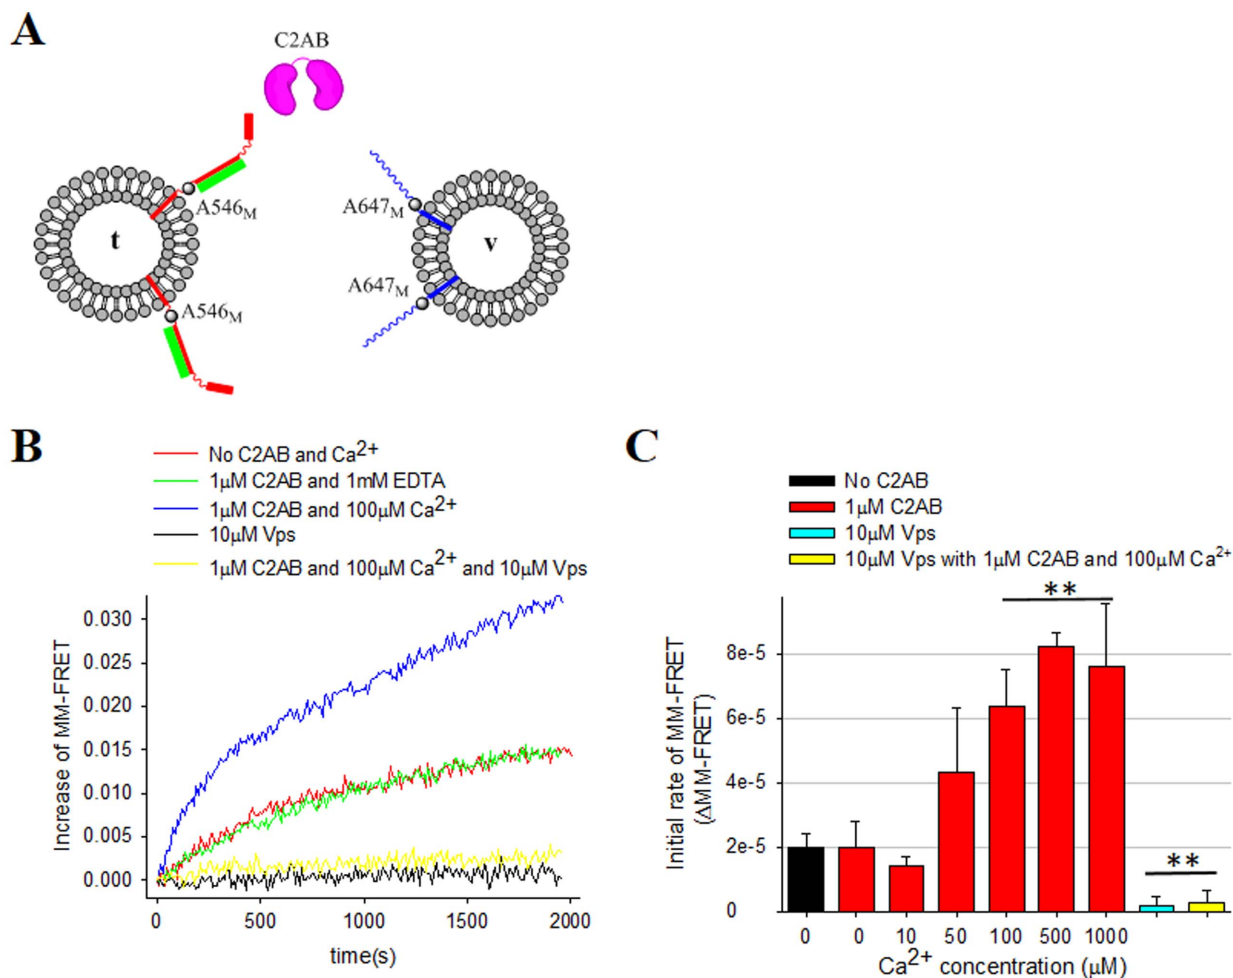 A
C2AB
A546M
t
A546M
A647M
v
A647M
B
No C2AB and Ca2+
1μM C2AB and 1mM EDTA
1μM C2AB and 100μM Ca2+
10μM Vps
1μM C2AB and 100μM Ca2+ and 10μM Vps
Increase of MM-FRET
0.030
0.025
0.020
0.015
0.010
0.005
0.000
0 500 1000 1500 2000
time(s)
C
No C2AB
1μM C2AB
10μM Vps
10μM Vps with 1μM C2AB and 100μM Ca2+
Initial rate of MM-FRET
(ΔMM-FRET)
**
8e-5
6e-5
4e-5
2e-5
**
0
0 0 10 50 100 500 1000
Ca2+ concentration (μM)